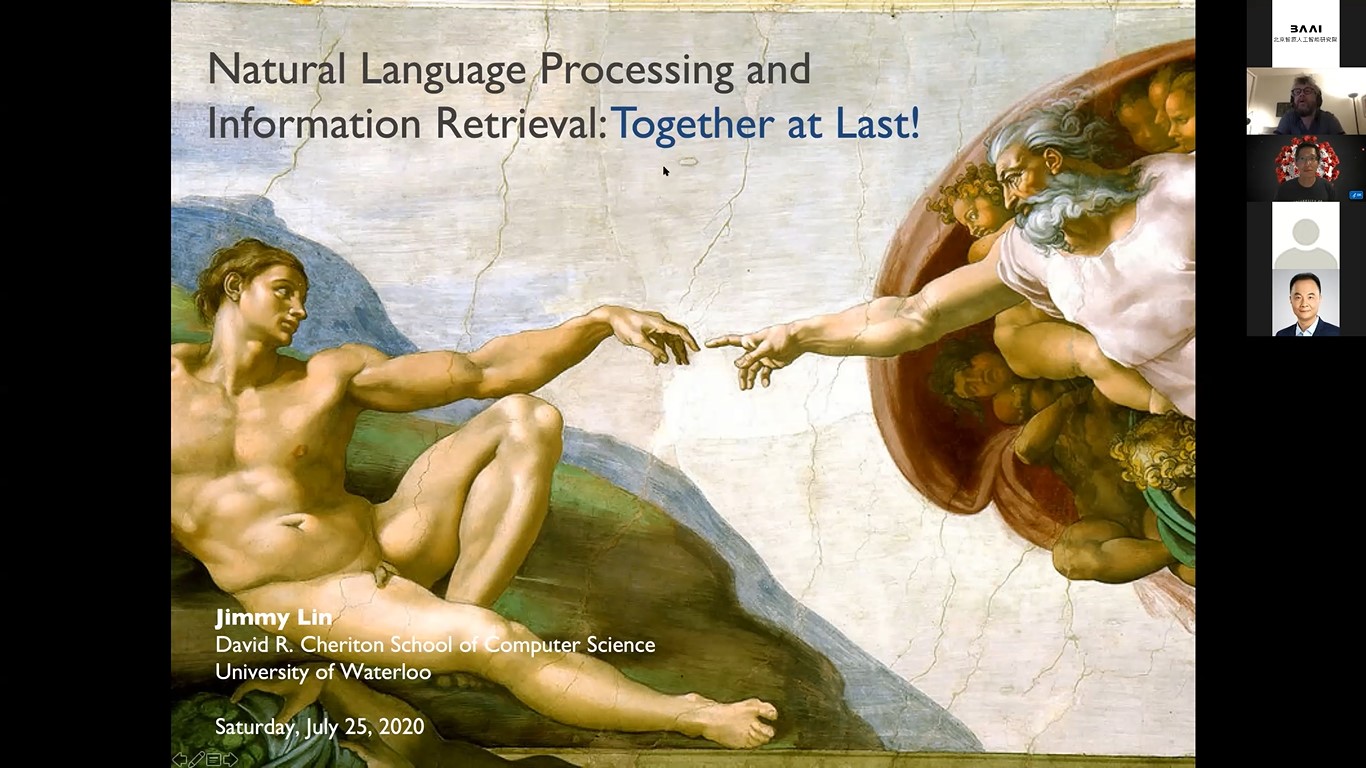 Natural Language Processing and
Information Retrieval: Together at Last!
Jimmy Lin
David R. Cheriton School of Computer Science
University of Waterloo
Saturday, July 25, 2020
BAAI
北京智源人工智能研究院